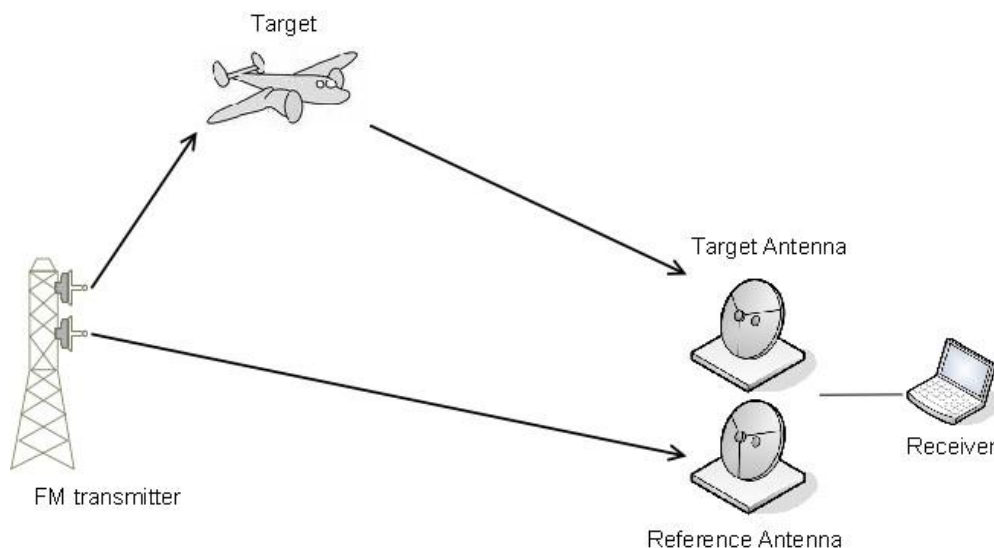 Target
Target Antenna
Receiver
FM transmitter
Reference Antenna